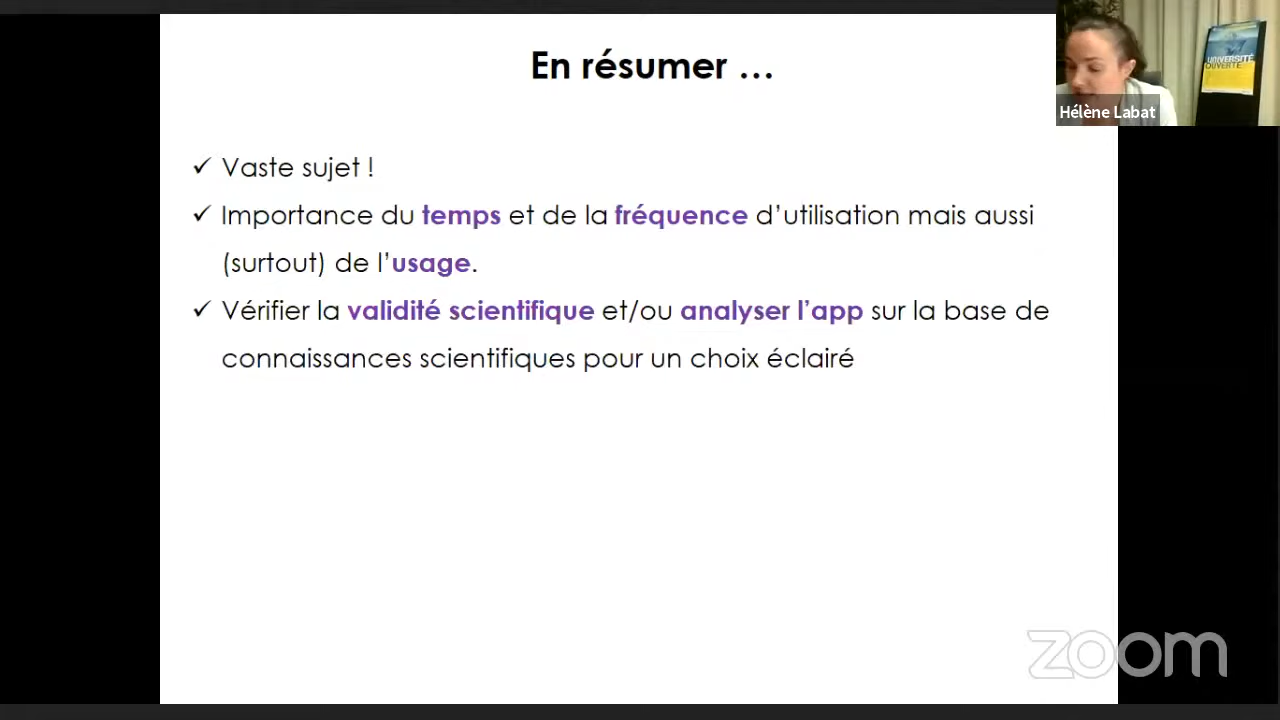 En résumer …
Hélène Labat
UNIVERSITÉ
OUVERTE
✓ Vaste sujet !
✓ Importance du temps et de la fréquence d’utilisation mais aussi
(surtout) de l’usage.
✓ Vérifier la validité scientifique et/ou analyser l’app sur la base de
connaissances scientifiques pour un choix éclairé
zoom